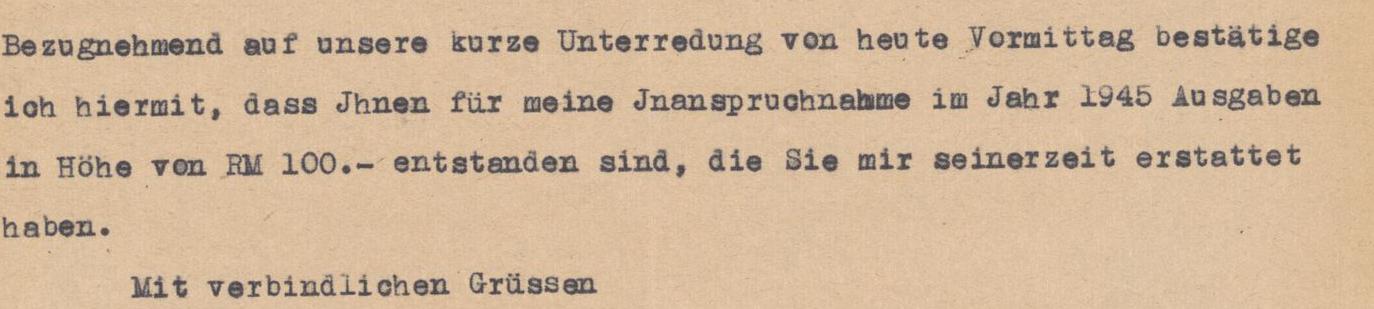 Bezugnehmend auf unsere kurze Unterredung von heute Vormittag bestätige
ich hiermit, dass Jhnen für meine Jnanspruchnahme im Jahr 1945 Ausgaben
in Höhe von RM 100.- entstanden sind, die Sie mir seinerzeit erstattet
haben.
Mit verbindlichen Grüssen